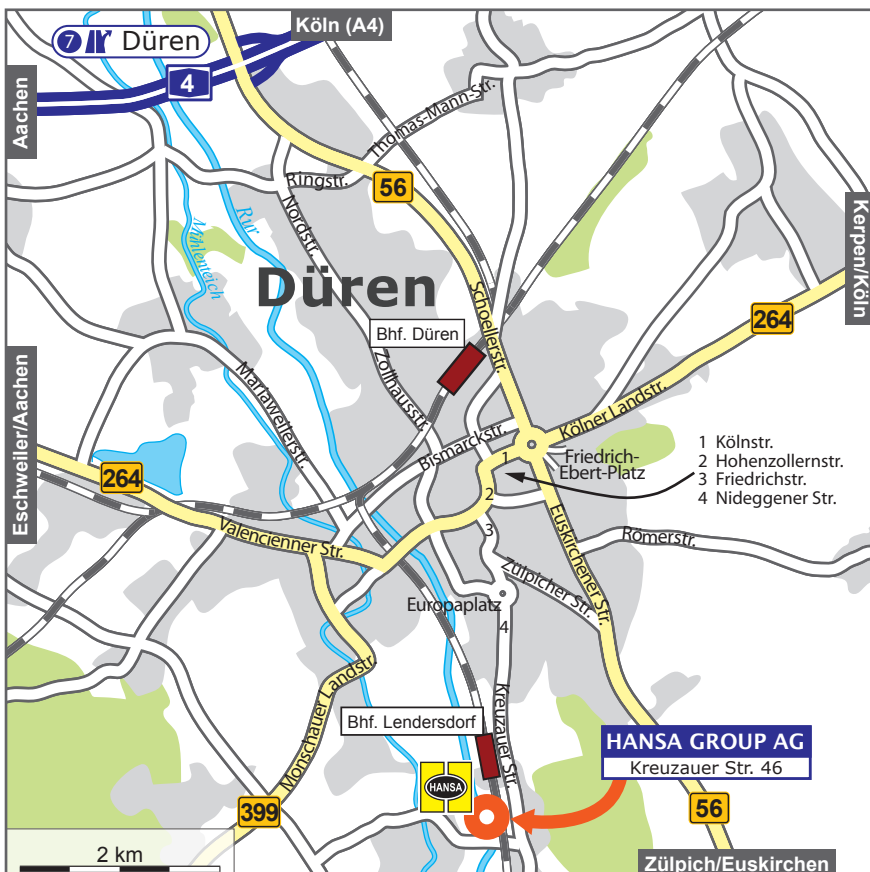 Köln (A4)
7 Düren
4
Aachen
Thomas-Mann-Str.
Ringstr.
56
Kerpen/Köln
Mühlenteich
Rur
Nordstr.
Düren
Schoellerstr.
264
Bhf. Düren
Zollhausstr.
Kölner Landstr.
Mariaweilerstr.
Eschweiler/Aachen
Bismarckstr.
1
Friedrich-
Ebert-Platz
1 Kölnstr.
2 Hohenzollernstr.
3 Friedrichstr.
4 Nideggener Str.
264
2
Valencienner Str.
3
Euskirchener Str.
Römerstr.
Zülpicher Str.
Europaplatz
4
Monschauer Landstr.
Kreuzauer Str.
Bhf. Lendersdorf
HANSA GROUP AG
Kreuzauer Str. 46
HANSA
399
56
2 km
Zülpich/Euskirchen